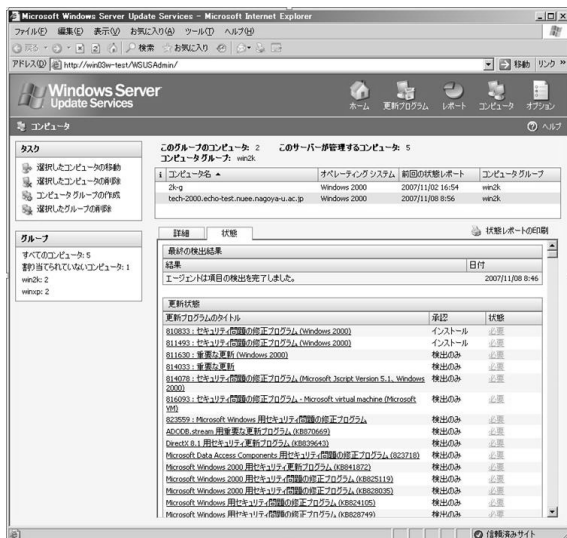 Microsoft Windows Server Update Services - Microsoft Internet Explorer
ファイル(F) 編集(E) 表示(V) お気に入り(A) ツール(T) ヘルプ(H)
戻る 検索 お気に入り
アドレス(D) http://win03w-test/WSUSAdmin/ 移動 リンク »
Windows Server
Update Services
ホーム 更新プログラム レポート コンピュータ オプション
コンピュータ ヘルプ
タスク
選択したコンピュータの移動
選択したコンピュータの削除
コンピュータ グループの作成
選択したグループの削除
グループ
すべてのコンピュータ: 5
割り当てられていないコンピュータ: 1
win2k: 2
winxp: 2
このグループのコンピュータ: 2 このサーバーが管理するコンピュータ: 5
コンピュータ グループ: win2k
i コンピュータ名 オペレーティング システム 前回の状態レポート コンピュータ グループ
2k-g Windows 2000 2007/11/02 16:54 win2k
tech-2000.echo-test.nuee.nagoya-u.ac.jp Windows 2000 2007/11/08 8:56 win2k
詳細 状態 状態レポートの印刷
最終の検出結果
結果 日付
エージェントは項目の検出を完了しました。 2007/11/08 8:46
更新状態
更新プログラムのタイトル 承認 状態
810833 : セキュリティ問題の修正プログラム (Windows 2000) インストール 必要
811493 : セキュリティ問題の修正プログラム (Windows 2000) インストール 必要
811630 : 重要な更新 (Windows 2000) 検出のみ 必要
814033 : 重要な更新 検出のみ 必要
814078 : セキュリティ問題の修正プログラム (Microsoft Jscript Version 5.1、Windows 2000) 検出のみ 必要
816093 : セキュリティ問題の修正プログラム - Microsoft virtual machine (Microsoft VM) 検出のみ 必要
823559 : Microsoft Windows 用セキュリティ問題の修正プログラム 検出のみ 必要
ADODB.stream 用重要な更新プログラム (KB870669) 検出のみ 必要
DirectX 8.1 用セキュリティ更新プログラム (KB839643) 検出のみ 必要
Microsoft Data Access Components 用セキュリティ問題の修正プログラム (823718) 検出のみ 必要
Microsoft Windows 2000 用セキュリティ更新プログラム (KB841872) 検出のみ 必要
Microsoft Windows 2000 用セキュリティ問題の修正プログラム (KB825119) 検出のみ 必要
Microsoft Windows 2000 用セキュリティ問題の修正プログラム (KB828035) 検出のみ 必要
Microsoft Windows 用セキュリティ問題の修正プログラム (KB824105) 検出のみ 必要
Microsoft Windows 用セキュリティ問題の修正プログラム (KB828749) 検出のみ 必要
信頼済みサイト